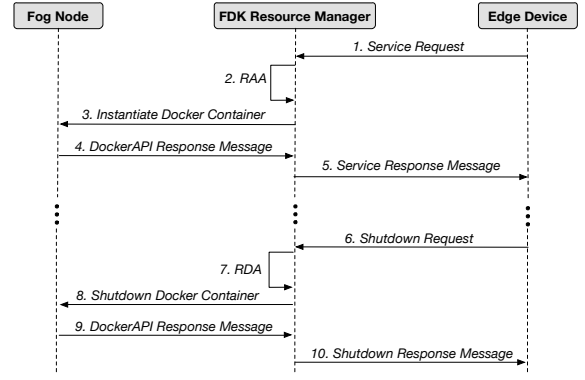 Fog Node
FDK Resource Manager
Edge Device
1. Service Request
2. RAA
3. Instantiate Docker Container
4. DockerAPI Response Message
5. Service Response Message
6. Shutdown Request
7. RDA
8. Shutdown Docker Container
9. DockerAPI Response Message
10. Shutdown Response Message